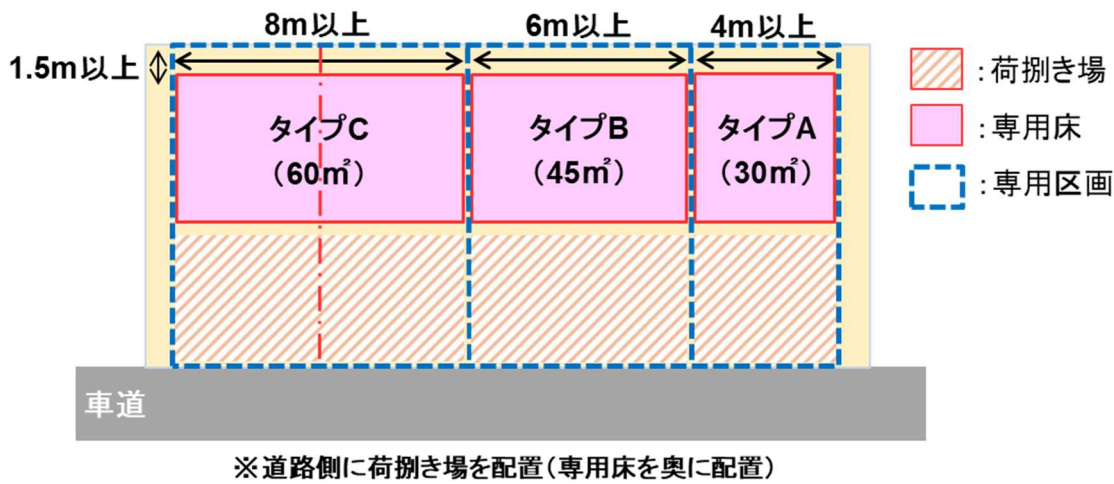 8m以上
6m以上
4m以上
1.5m以上
タイプC
(60㎡)
タイプB
(45㎡)
タイプA
(30㎡)
:荷捌き場
:専用床
:専用区画
車道
※道路側に荷捌き場を配置(専用床を奥に配置)